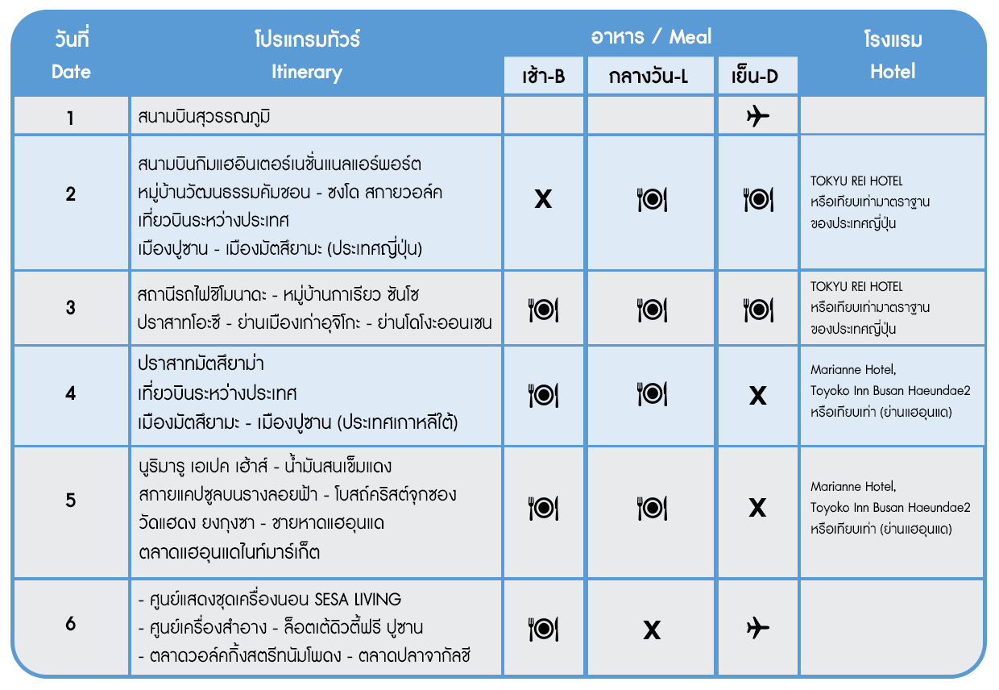 วันที่
Date
โปรแกรมทัวร์
Itinerary
อาหาร / Meal
เช้า-B
กลางวัน-L
เย็น-D
โรงแรม
Hotel
1
สนามบินสุวรรณภูมิ
2
สนามบินกิมแฮอินเตอร์เนชั่นแนลแอร์พอร์ต
หมู่บ้านวัฒนธรรมคัมชอน - ซงโด สกายวอล์ค
เที่ยวบินระหว่างประเทศ
เมืองปูซาน - เมืองมัตสึยามะ (ประเทศญี่ปุ่น)
X
TOKYU REI HOTEL
หรือเทียบเท่ามาตราฐาน
ของประเทศญี่ปุ่น
3
สถานีรถไฟชิโมนาดะ - หมู่บ้านกาเรียว ซันโซ
ปราสาทโอะซึ - ย่านเมืองเก่าอุจิโกะ - ย่านโดโงะออนเซน
TOKYU REI HOTEL
หรือเทียบเท่ามาตราฐาน
ของประเทศญี่ปุ่น
4
ปราสาทมัตสึยาม่า
เที่ยวบินระหว่างประเทศ
เมืองมัตสึยามะ - เมืองปูซาน (ประเทศเกาหลีใต้)
X
Marianne Hotel,
Toyoko Inn Busan Haeundae2
หรือเทียบเท่า (ย่านแฮอุนแด)
5
นูริมารู เอเปค เฮ้าส์ - น้ำมันสนเข็มแดง
สกายแคปซูลบนรางลอยฟ้า - โบสถ์คริสต์จุกซอง
วัดแฮดง ยงกุงซา - ชายหาดแฮอุนแด
ตลาดแฮอุนแดไนท์มาร์เก็ต
X
Marianne Hotel,
Toyoko Inn Busan Haeundae2
หรือเทียบเท่า (ย่านแฮอุนแด)
6
- ศูนย์แสดงชุดเครื่องนอน SESA LIVING
- ศูนย์เครื่องสำอาง - ล็อตเต้ดิวตี้ฟรี ปูซาน
- ตลาดวอล์คกิ้งสตรีทนัมโพดง - ตลาดปลาจากัลชี
X